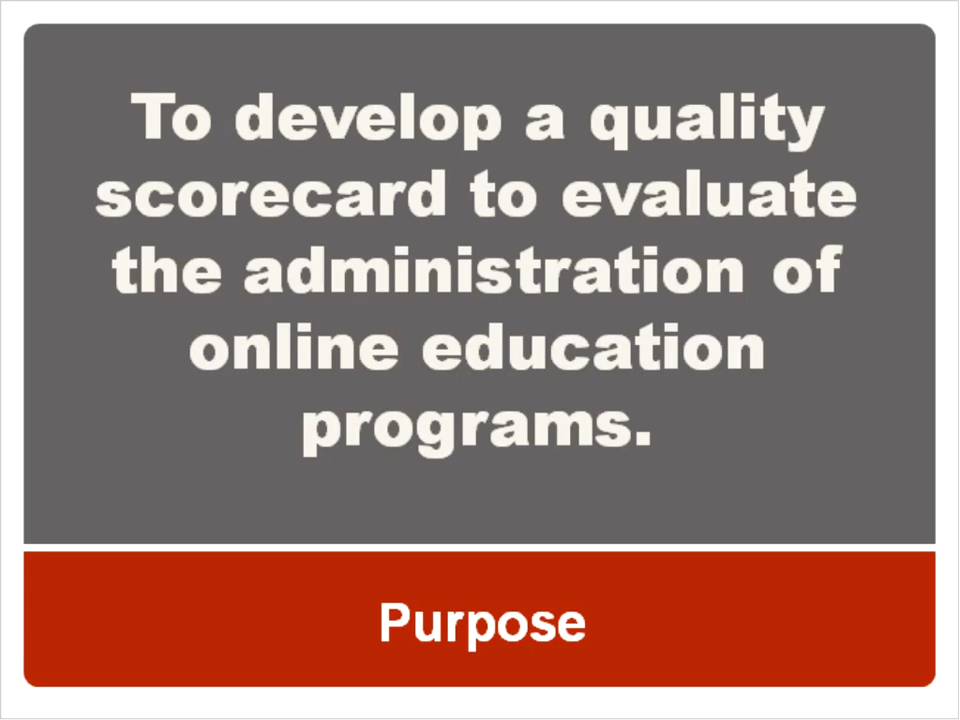 To develop a quality
scorecard to evaluate
the administration of
online education
programs.
Purpose